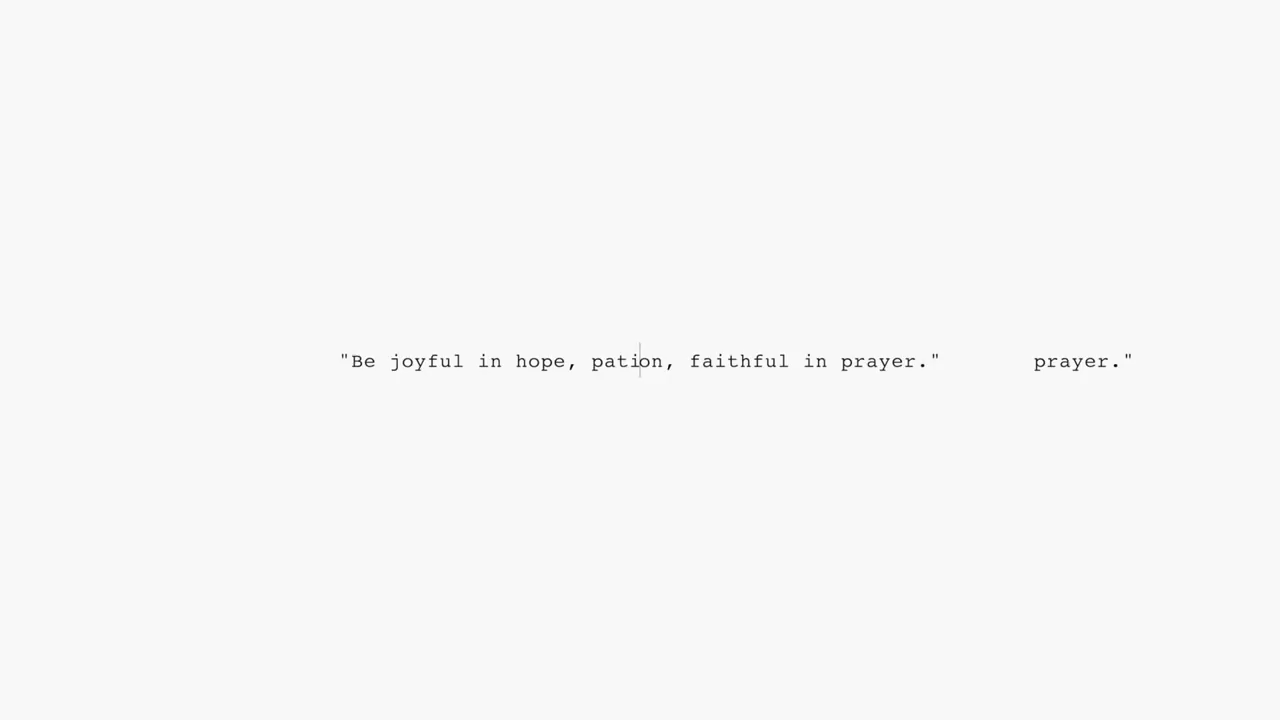 "Be joyful in hope, pation, faithful in prayer." prayer."